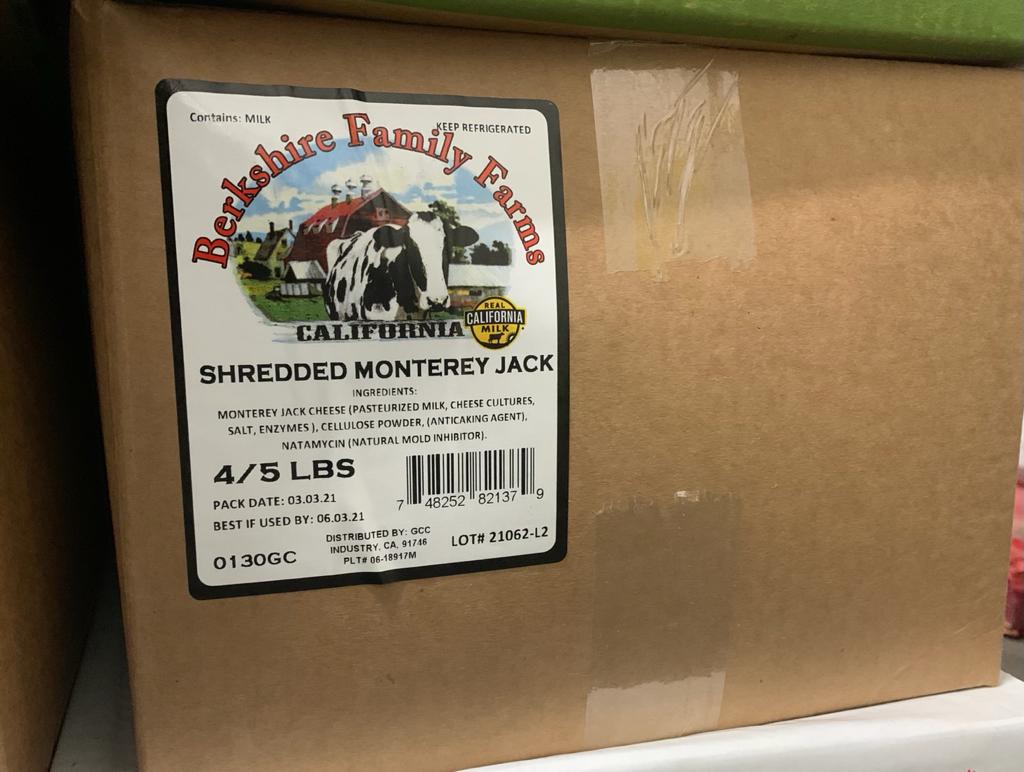 Contains: MILK
KEEP REFRIGERATED
Berkshire Family Farms
CALIFORNIA
REAL
CALIFORNIA
MILK
SHREDDED MONTEREY JACK
INGREDIENTS:
MONTEREY JACK CHEESE (PASTEURIZED MILK, CHEESE CULTURES,
SALT, ENZYMES ), CELLULOSE POWDER, (ANTICAKING AGENT),
NATAMYCIN (NATURAL MOLD INHIBITOR).
4/5 LBS
7 48252 82137 9
PACK DATE: 03.03.21
BEST IF USED BY: 06.03.21
0130GC
DISTRIBUTED BY: GCC
INDUSTRY, CA, 91746
PLT# 06-18917M
LOT# 21062-L2